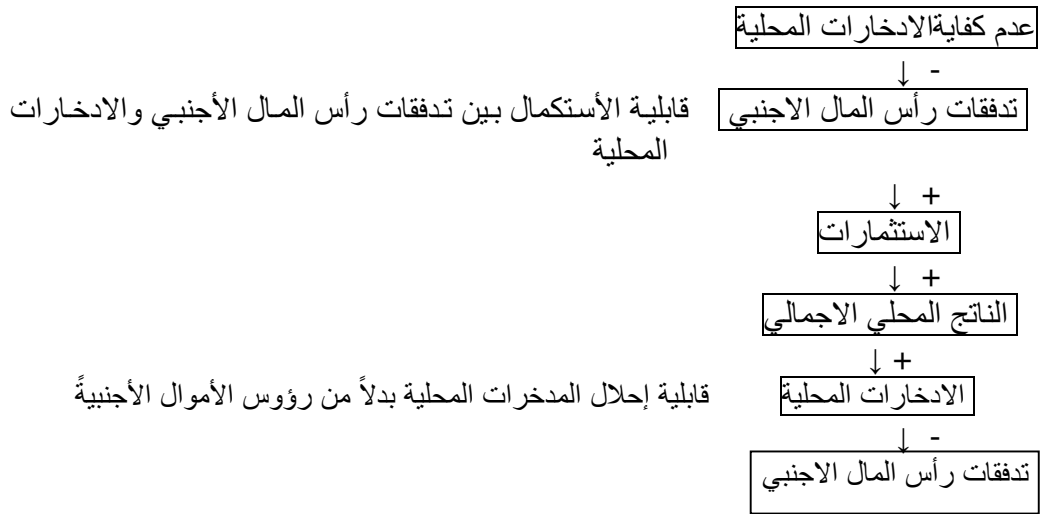 عدم كفايةالادخارات المحلية
↓ -
تدفقات رأس المال الاجنبي قابلية الأستكمال بين تدفقات رأس المال الأجنبي والادخارات
المحلية
↓ +
الاستثمارات
↓ +
الناتج المحلي الاجمالي
↓ +
الادخارات المحلية قابلية إحلال المدخرات المحلية بدلاً من رؤوس الأموال الأجنبيةً
↓ -
تدفقات رأس المال الاجنبي